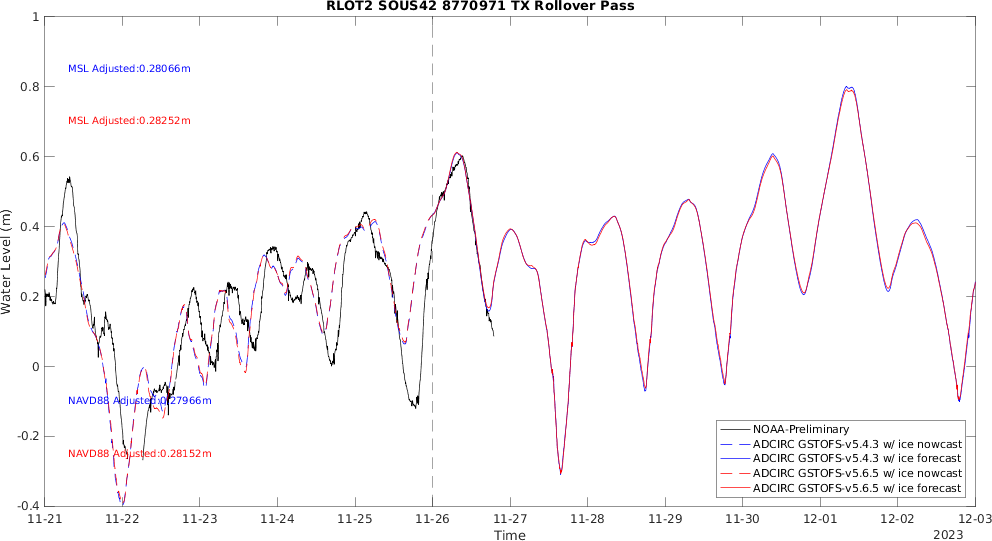 RLOT2 SOUS42 8770971 TX Rollover Pass
1
0.8
0.6
0.4
0.2
0
-0.2
-0.4
Water Level (m)
MSL Adjusted:0.28066m
MSL Adjusted:0.28252m
NAVD88 Adjusted:0.27966m
NAVD88 Adjusted:0.28152m
NOAA-Preliminary
ADCIRC GSTOFS-v5.4.3 w/ ice nowcast
ADCIRC GSTOFS-v5.4.3 w/ ice forecast
ADCIRC GSTOFS-v5.6.5 w/ ice nowcast
ADCIRC GSTOFS-v5.6.5 w/ ice forecast
11-21 11-22 11-23 11-24 11-25 11-26 11-27 11-28 11-29 11-30 12-01 12-02 12-03
Time
2023